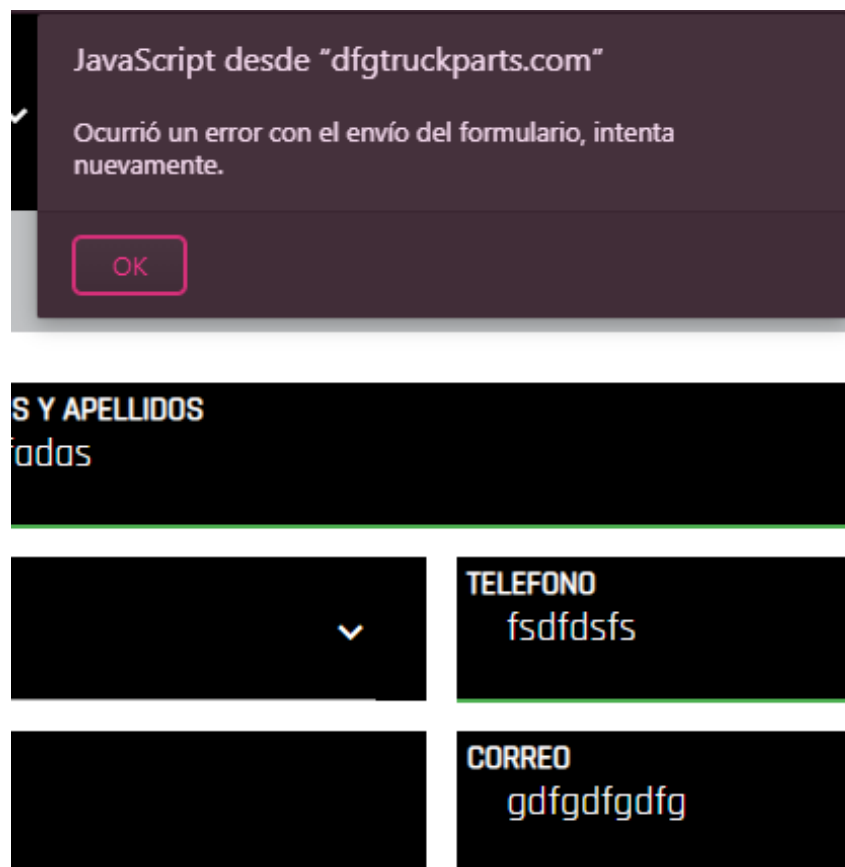 JavaScript desde “dfgtruckparts.com”
Ocurrió un error con el envío del formulario, intenta
nuevamente.
OK
S Y APELLIDOS
fadas
TELEFONO
fsdfdsfs
CORREO
gdfgdfgdfg